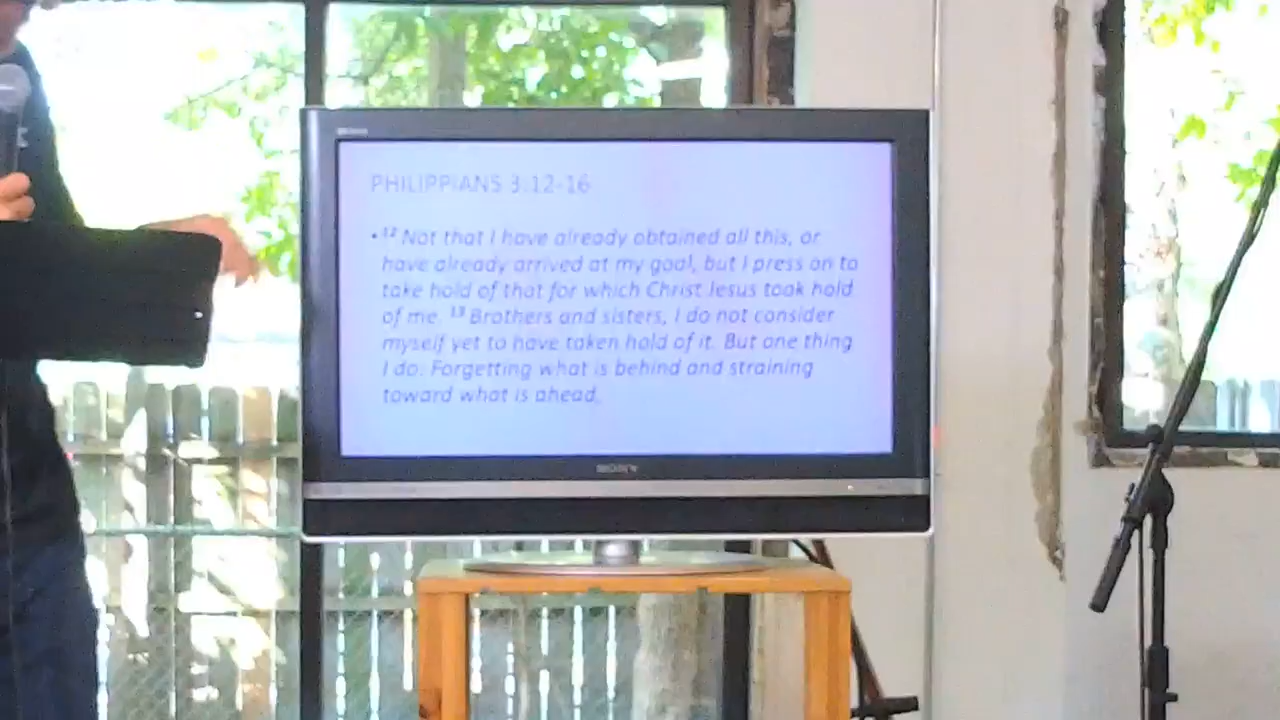 PHILIPPIANS 3:12-16
• ¹² Not that I have already obtained all this, or
have already arrived at my goal, but I press on to
take hold of that for which Christ Jesus took hold
of me. ¹³ Brothers and sisters, I do not consider
myself yet to have taken hold of it. But one thing
I do: Forgetting what is behind and straining
toward what is ahead,
SONY